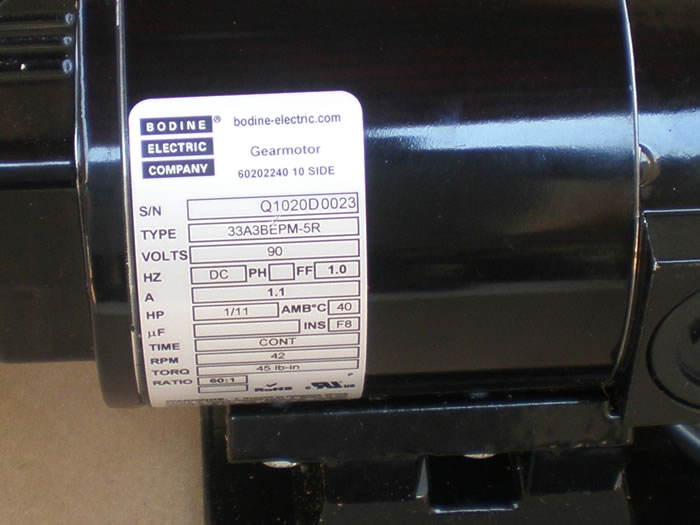 BODINE ® bodine-electric.com
ELECTRIC Gearmotor
COMPANY 60202240 10 SIDE
S/N Q1020D0023
TYPE 33A3BEPM-5R
VOLTS 90
HZ DC PH FF 1.0
A 1.1
HP 1/11 AMB°C 40
µF INS F8
TIME CONT
RPM 42
TORQ 45 lb-in
RATIO 60:1 RoHS P